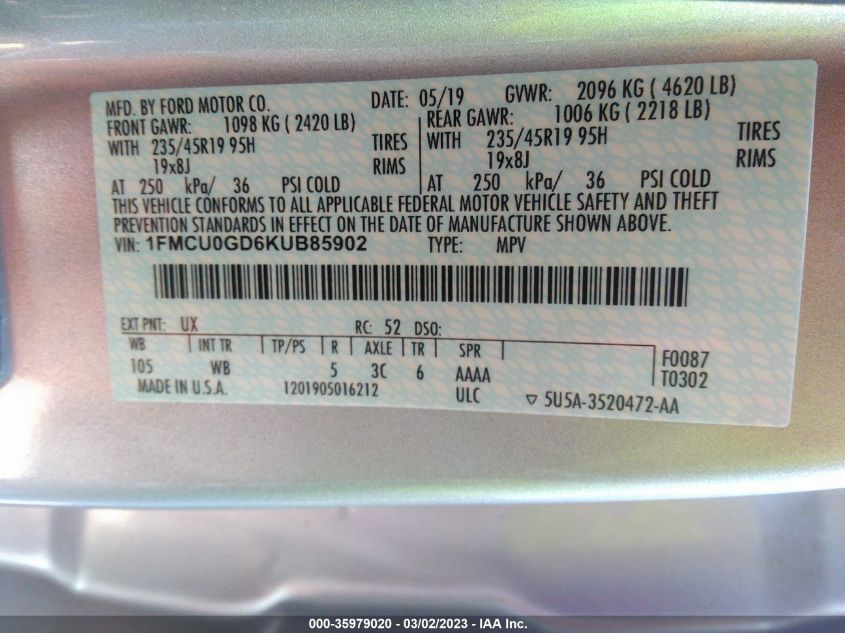 MFD. BY FORD MOTOR CO. DATE: 05/19 GVWR: 2096 KG ( 4620 LB)
FRONT GAWR: 1098 KG ( 2420 LB) REAR GAWR: 1006 KG ( 2218 LB)
WITH 235/45R19 95H TIRES WITH 235/45R19 95H TIRES
19x8J RIMS 19x8J RIMS
AT 250 kPa/ 36 PSI COLD AT 250 kPa/ 36 PSI COLD
THIS VEHICLE CONFORMS TO ALL APPLICABLE FEDERAL MOTOR VEHICLE SAFETY AND THEFT
PREVENTION STANDARDS IN EFFECT ON THE DATE OF MANUFACTURE SHOWN ABOVE.
VIN: 1FMCU0GD6KUB85902 TYPE: MPV
EXT PNT: UX RC: 52 DSO:
WB INT TR TP/PS R AXLE TR SPR F0087
105 WB 5 3C 6 AAAA T0302
MADE IN U.S.A. 1201905016212 ULC ▽ 5U5A-3520472-AA
000-35979020 - 03/02/2023 - IAA Inc.